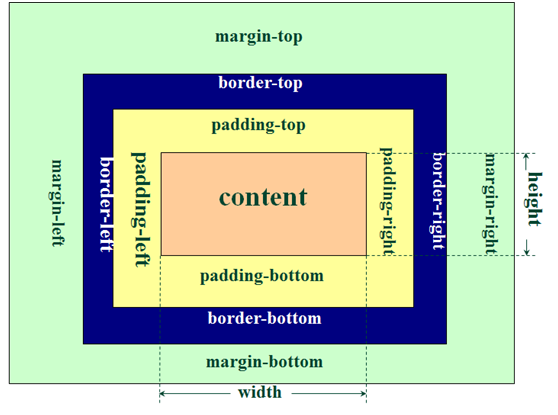 margin-top
border-top
padding-top
margin-left
border-left
padding-left
content
padding-right
border-right
margin-right
height
padding-bottom
border-bottom
margin-bottom
width